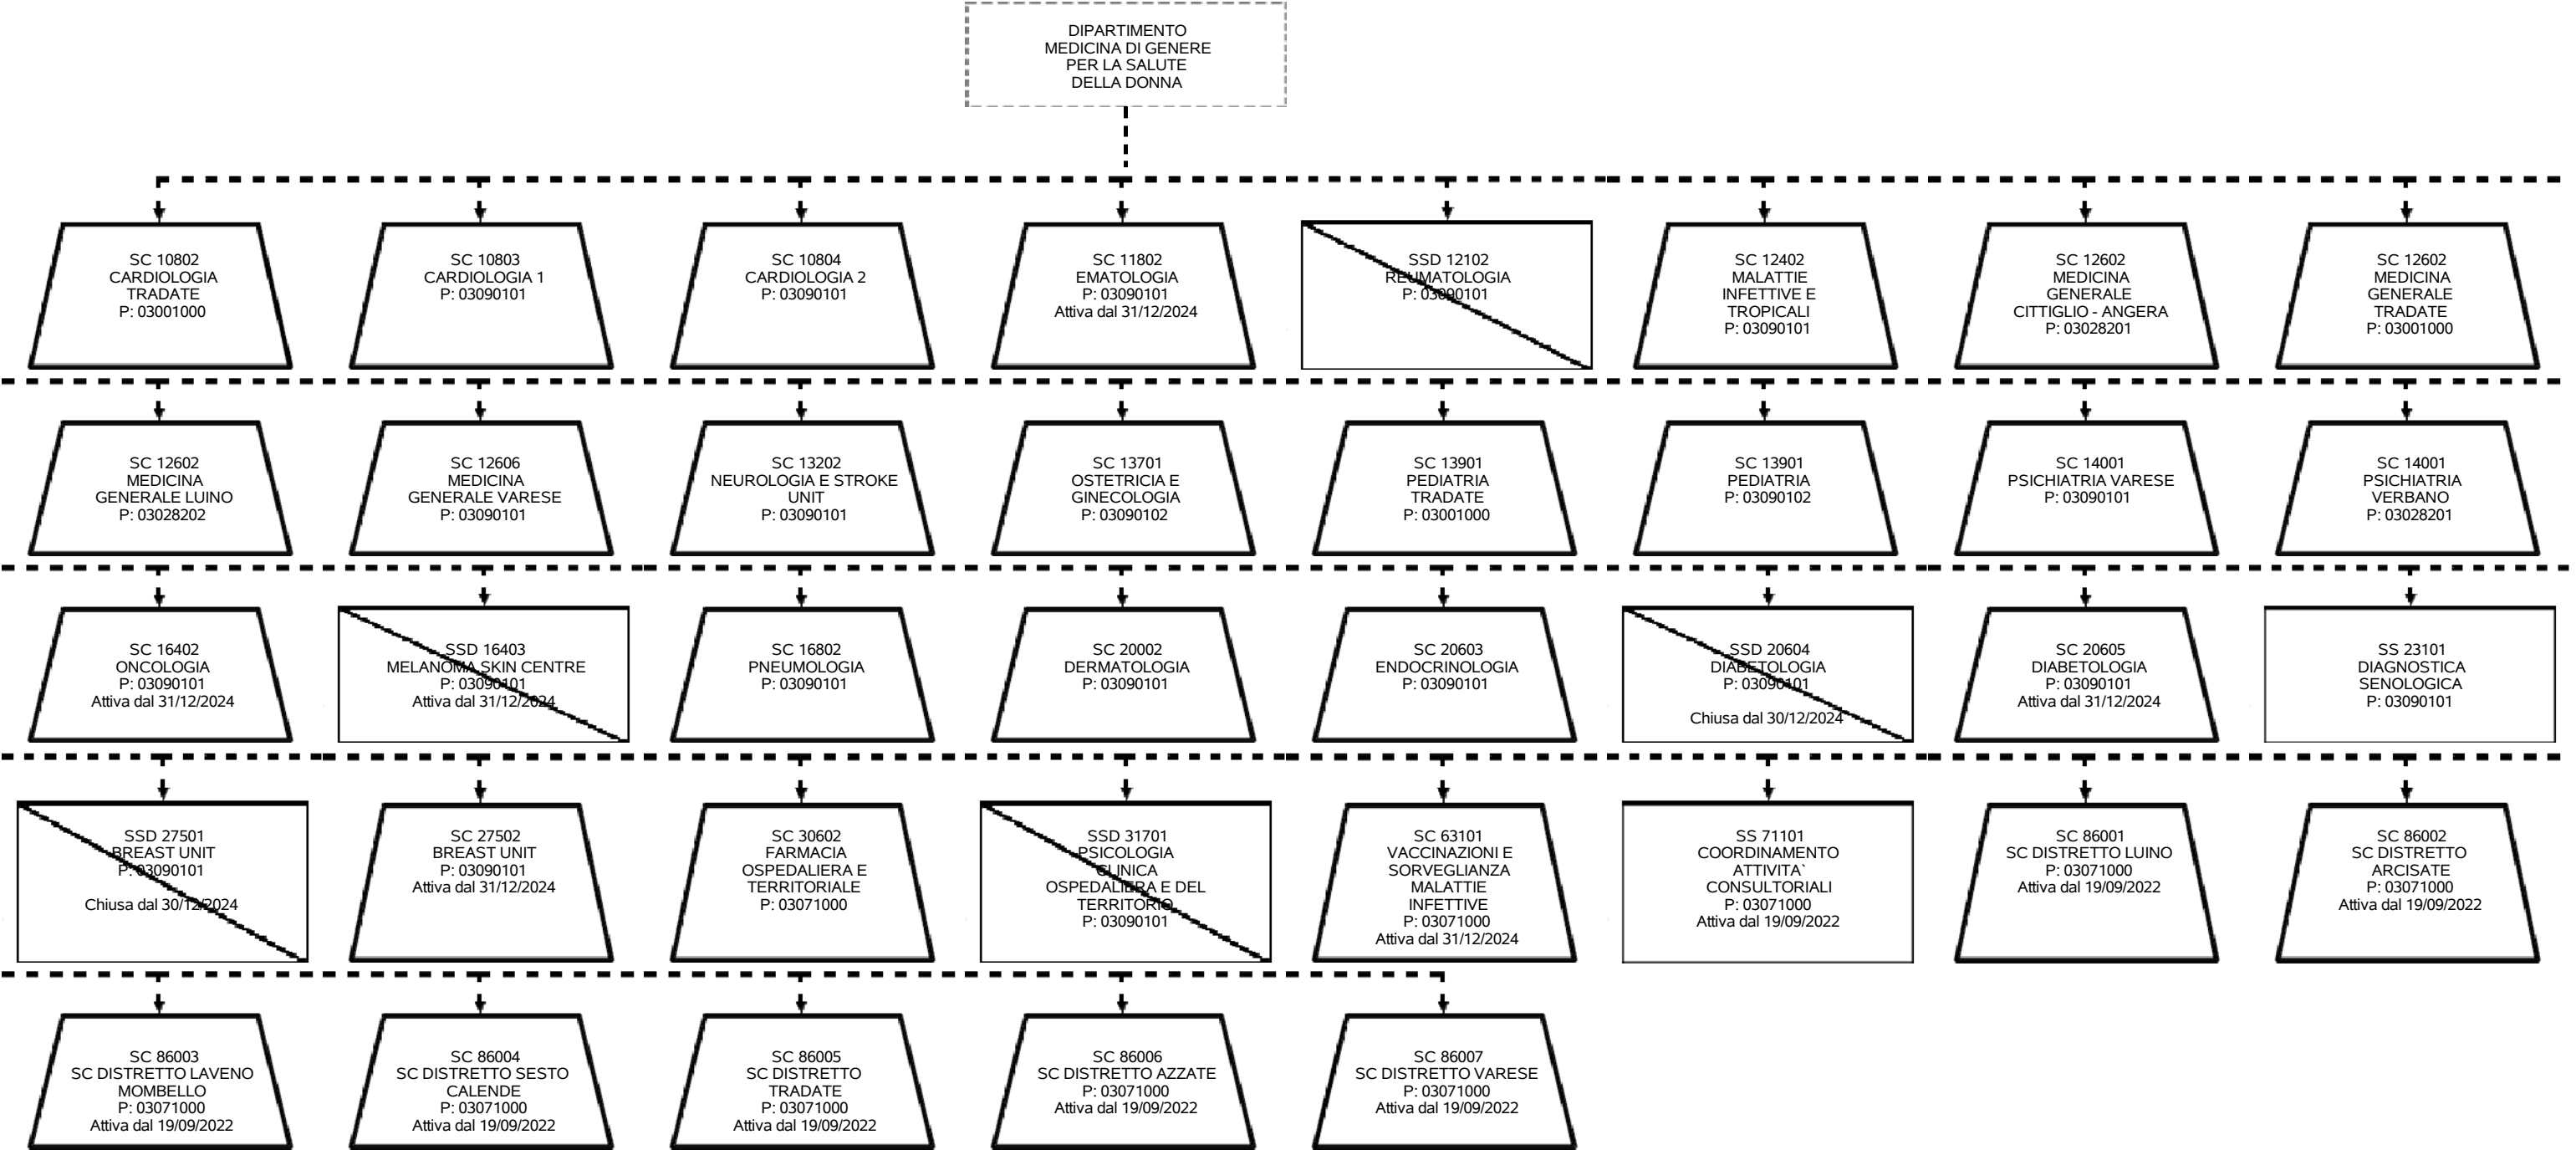 DIPARTIMENTO
MEDICINA DI GENERE
PER LA SALUTE
DELLA DONNA
SC 10802
CARDIOLOGIA
TRADATE
P: 03001000
SC 10803
CARDIOLOGIA 1
P: 03090101
SC 10804
CARDIOLOGIA 2
P: 03090101
SC 11802
EMATOLOGIA
P: 03090101
Attiva dal 31/12/2024
SSD 12102
REUMATOLOGIA
P: 03090101
SC 12402
MALATTIE
INFETTIVE E
TROPICALI
P: 03090101
SC 12602
MEDICINA
GENERALE
CITTIGLIO - ANGERA
P: 03028201
SC 12602
MEDICINA
GENERALE
TRADATE
P: 03001000
SC 12602
MEDICINA
GENERALE LUINO
P: 03028202
SC 12606
MEDICINA
GENERALE VARESE
P: 03090101
SC 13202
NEUROLOGIA E STROKE
UNIT
P: 03090101
SC 13701
OSTETRICIA E
GINECOLOGIA
P: 03090102
SC 13901
PEDIATRIA
TRADATE
P: 03001000
SC 13901
PEDIATRIA
P: 03090102
SC 14001
PSICHIATRIA VARESE
P: 03090101
SC 14001
PSICHIATRIA
VERBANO
P: 03028201
SC 16402
ONCOLOGIA
P: 03090101
Attiva dal 31/12/2024
SSD 16403
MELANOMA SKIN CENTRE
P: 03090101
Attiva dal 31/12/2024
SC 16802
PNEUMOLOGIA
P: 03090101
SC 20002
DERMATOLOGIA
P: 03090101
SC 20603
ENDOCRINOLOGIA
P: 03090101
SSD 20604
DIABETOLOGIA
P: 03090101
Chiusa dal 30/12/2024
SC 20605
DIABETOLOGIA
P: 03090101
Attiva dal 31/12/2024
SS 23101
DIAGNOSTICA
SENOLOGICA
P: 03090101
SSD 27501
BREAST UNIT
P: 03090101
Chiusa dal 30/12/2024
SC 27502
BREAST UNIT
P: 03090101
Attiva dal 31/12/2024
SC 30602
FARMACIA
OSPEDALIERA E
TERRITORIALE
P: 03071000
SSD 31701
PSICOLOGIA
CLINICA
OSPEDALIERA E DEL
TERRITORIO
P: 03090101
SC 63101
VACCINAZIONI E
SORVEGLIANZA
MALATTIE
INFETTIVE
P: 03071000
Attiva dal 31/12/2024
SS 71101
COORDINAMENTO
ATTIVITA`
CONSULTORIALI
P: 03071000
Attiva dal 19/09/2022
SC 86001
SC DISTRETTO LUINO
P: 03071000
Attiva dal 19/09/2022
SC 86002
SC DISTRETTO
ARCISATE
P: 03071000
Attiva dal 19/09/2022
SC 86003
SC DISTRETTO LAVENO
MOMBELLO
P: 03071000
Attiva dal 19/09/2022
SC 86004
SC DISTRETTO SESTO
CALENDE
P: 03071000
Attiva dal 19/09/2022
SC 86005
SC DISTRETTO
TRADATE
P: 03071000
Attiva dal 19/09/2022
SC 86006
SC DISTRETTO AZZATE
P: 03071000
Attiva dal 19/09/2022
SC 86007
SC DISTRETTO VARESE
P: 03071000
Attiva dal 19/09/2022